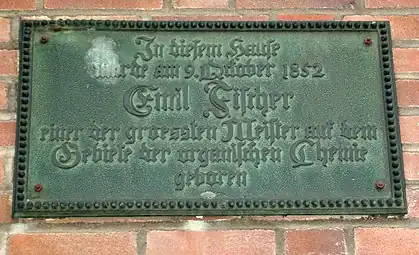 In diesem Hause
wurde am 9. Oktober 1852
Emil Fischer
einer der groessten Meister auf dem
Gebiete der organischen Chemie
geboren